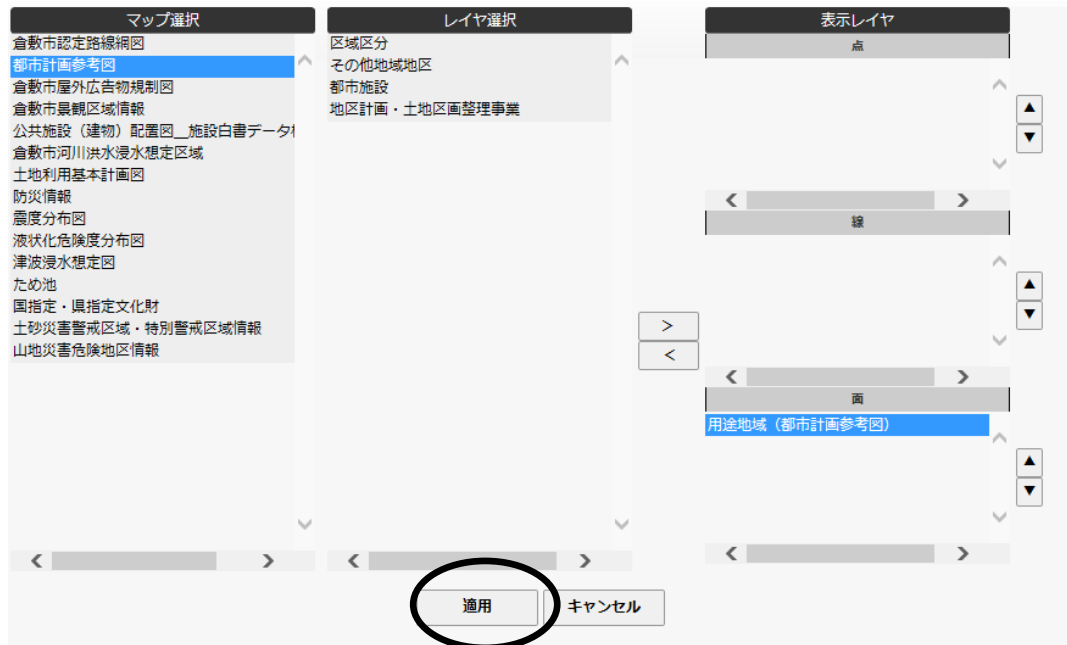 マップ選択
倉敷市認定路線網図
都市計画参考図
倉敷市屋外広告物規制図
倉敷市景観区域情報
公共施設（建物）配置図__施設白書データ
倉敷市河川洪水浸水想定区域
土地利用基本計画図
防災情報
震度分布図
液状化危険度分布図
津波浸水想定図
ため池
国指定・県指定文化財
土砂災害警戒区域・特別警戒区域情報
山地災害危険地区情報
レイヤ選択
区域区分
その他地域地区
都市施設
地区計画・土地区画整理事業
>
<
表示レイヤ
点
▲
▼
線
▲
▼
面
用途地域（都市計画参考図）
▲
▼
適用
キャンセル